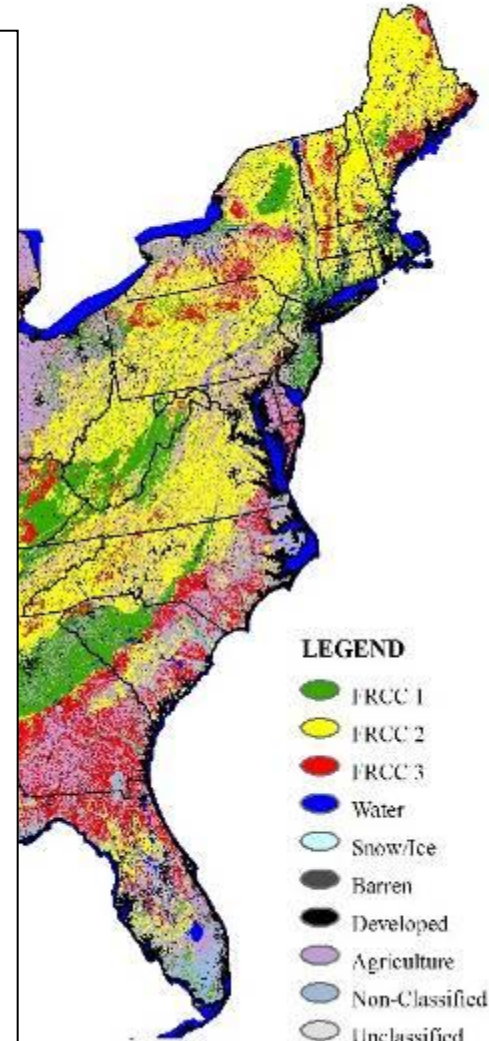 LEGEND
FRCC 1
FRCC 2
FRCC 3
Water
Snow/Ice
Barren
Developed
Agriculture
Non-Classified
Unclassified